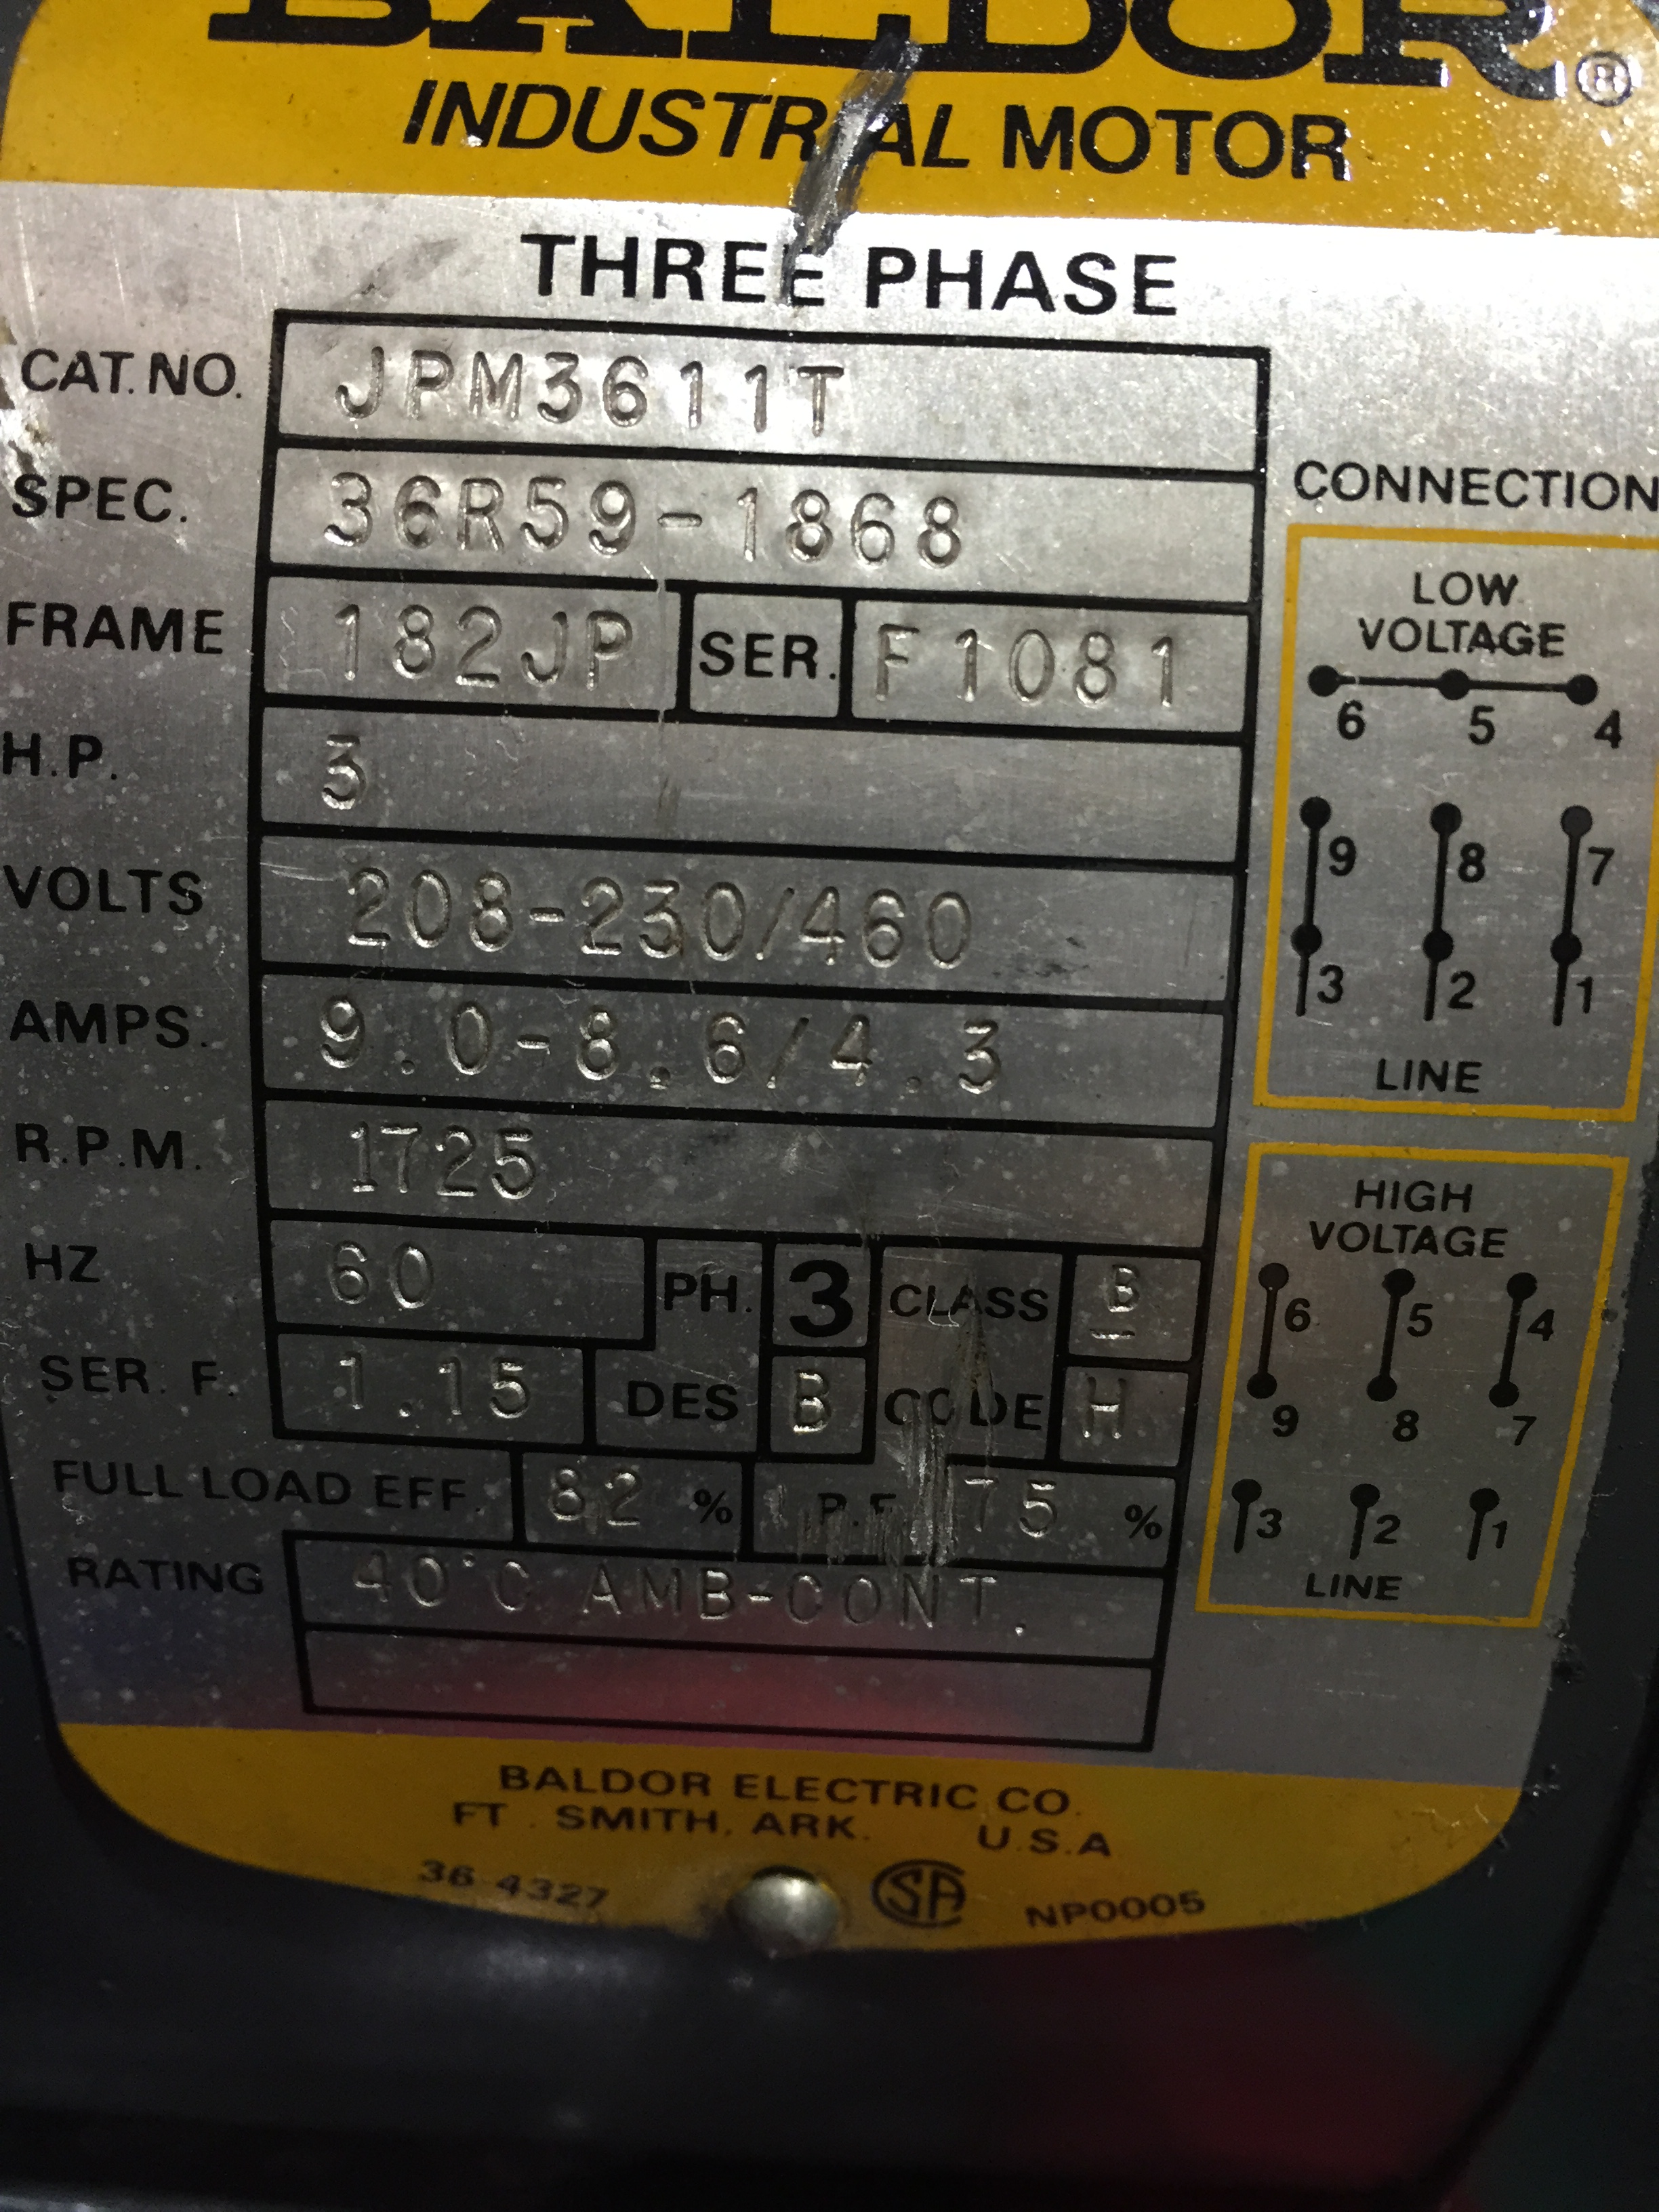 BALDOR®
INDUSTRIAL MOTOR
THREE PHASE
CAT. NO. JPM3611T
SPEC. 36R59-1868
FRAME 182JP SER. F1081
H.P. 3
VOLTS 208-230/460
AMPS. 9.0-8.6/4.3
R.P.M. 1725
HZ 60 PH. 3 CLASS B
SER. F. 1.15 DES B CODE H
FULL LOAD EFF. 82 % P.F. 75 %
RATING 40°C AMB-CONT.
CONNECTION
LOW
VOLTAGE
6 5 4
9 8 7
3 2 1
LINE
HIGH
VOLTAGE
6 5 4
9 8 7
3 2 1
LINE
BALDOR ELECTRIC CO.
FT. SMITH, ARK. U.S.A
36-4327 SA NP0005